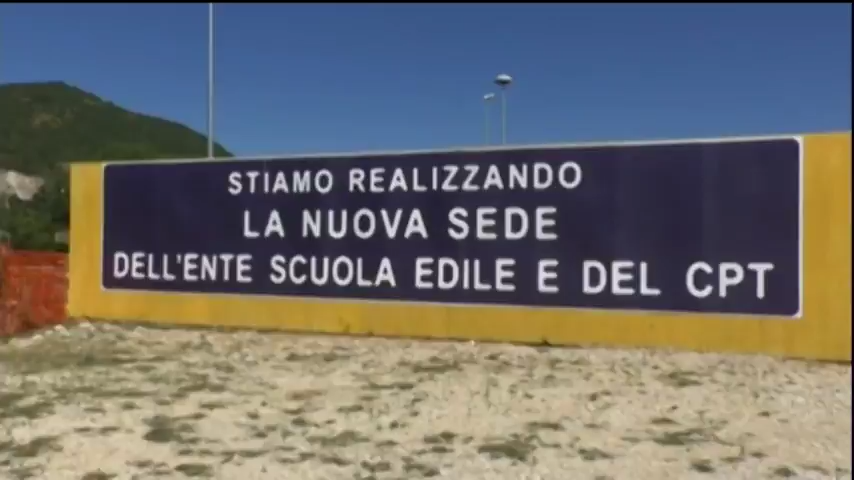 STIAMO REALIZZANDO
LA NUOVA SEDE
DELL'ENTE SCUOLA EDILE E DEL CPT